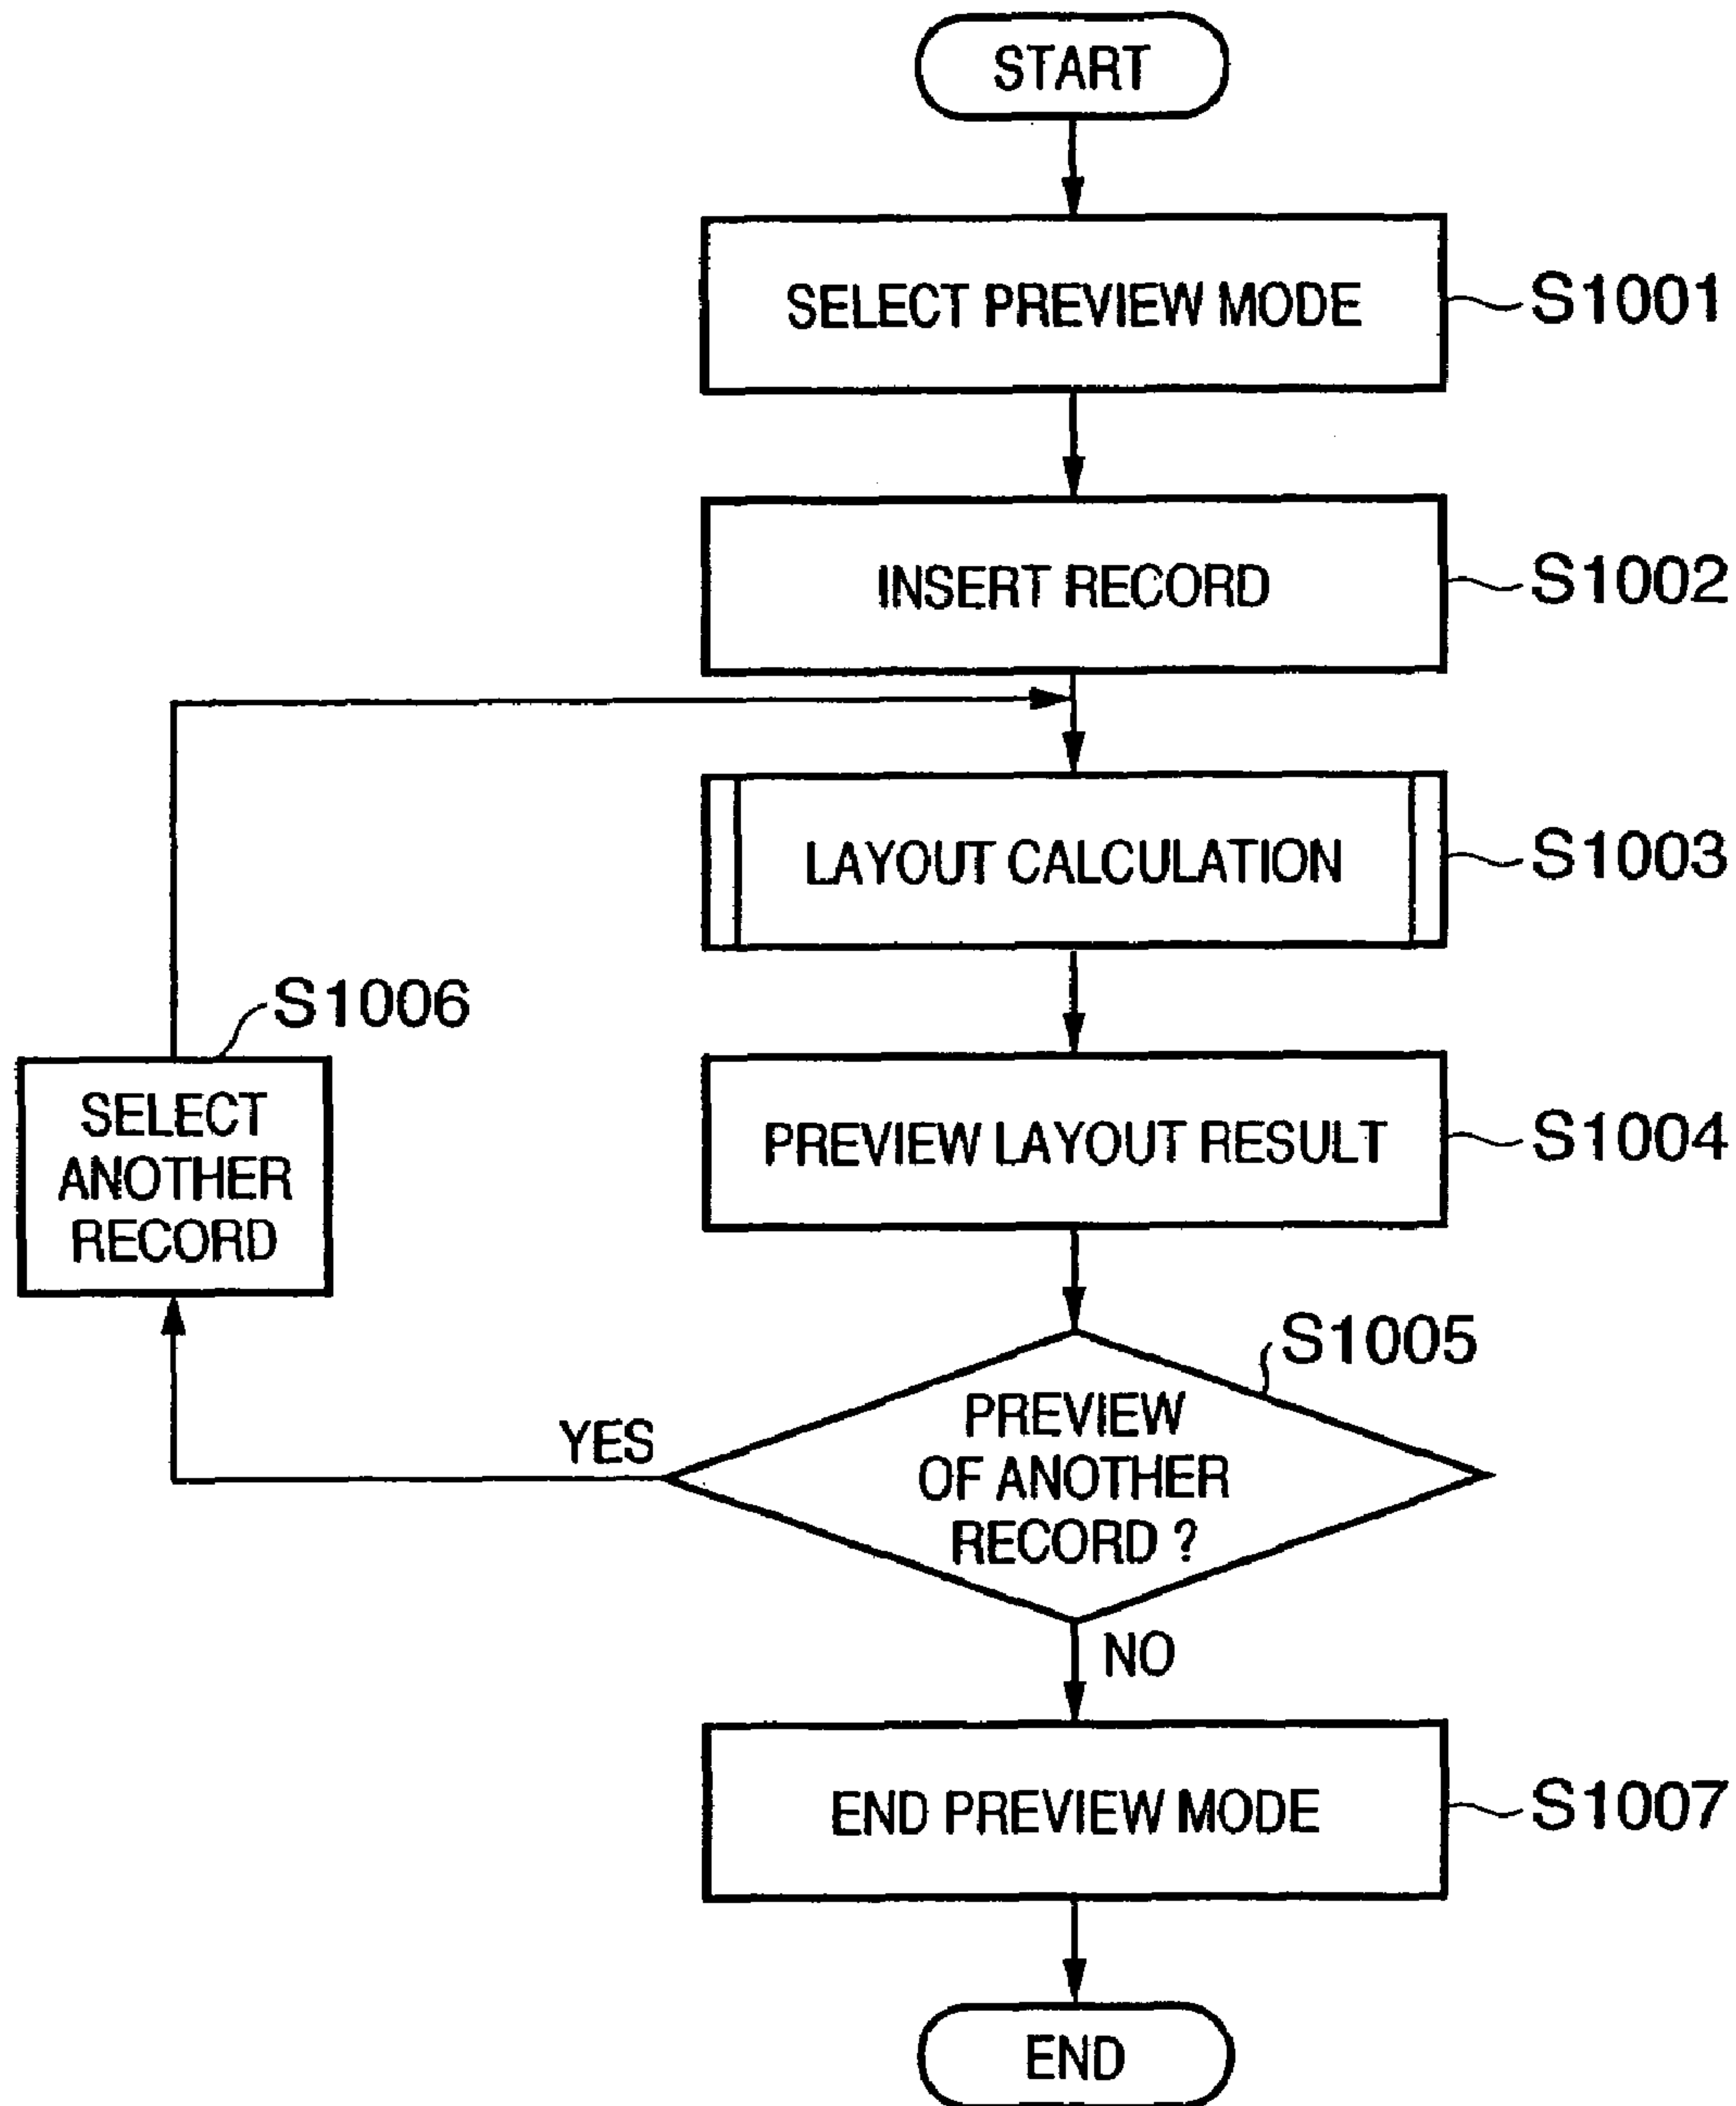 START
SELECT PREVIEW MODE
S1001
INSERT RECORD
S1002
LAYOUT CALCULATION
S1003
S1006
SELECT
ANOTHER
RECORD
PREVIEW LAYOUT RESULT
S1004
S1005
PREVIEW
OF ANOTHER
RECORD ?
YES
NO
END PREVIEW MODE
S1007
END